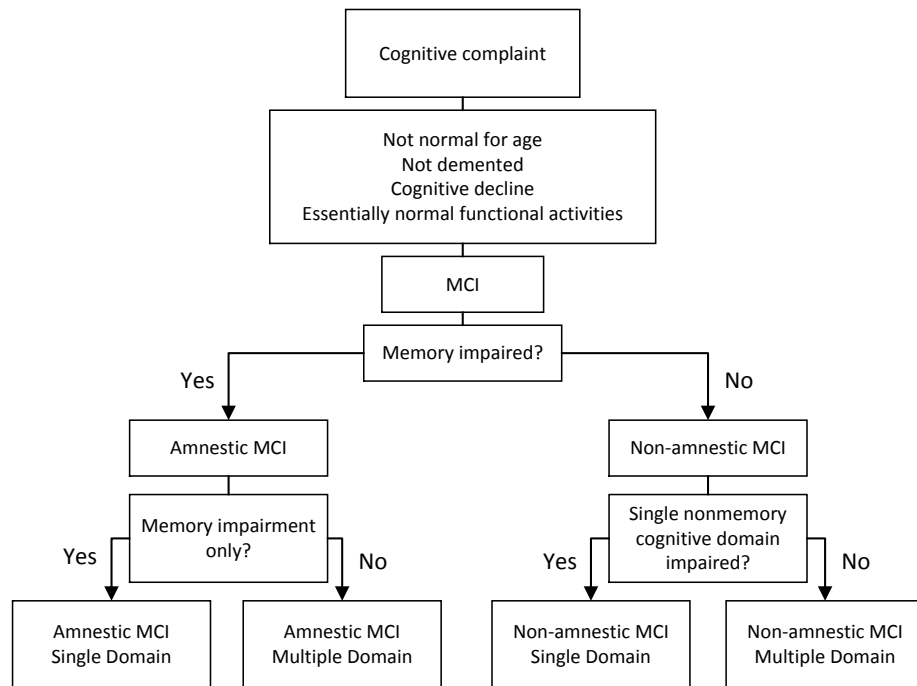 Cognitive complaint
Not normal for age
Not demented
Cognitive decline
Essentially normal functional activities
MCI
Memory impaired?
Yes
No
Amnestic MCI
Non-amnestic MCI
Memory impairment
only?
Single nonmemory
cognitive domain
impaired?
Yes
No
Yes
No
Amnestic MCI
Single Domain
Amnestic MCI
Multiple Domain
Non-amnestic MCI
Single Domain
Non-amnestic MCI
Multiple Domain